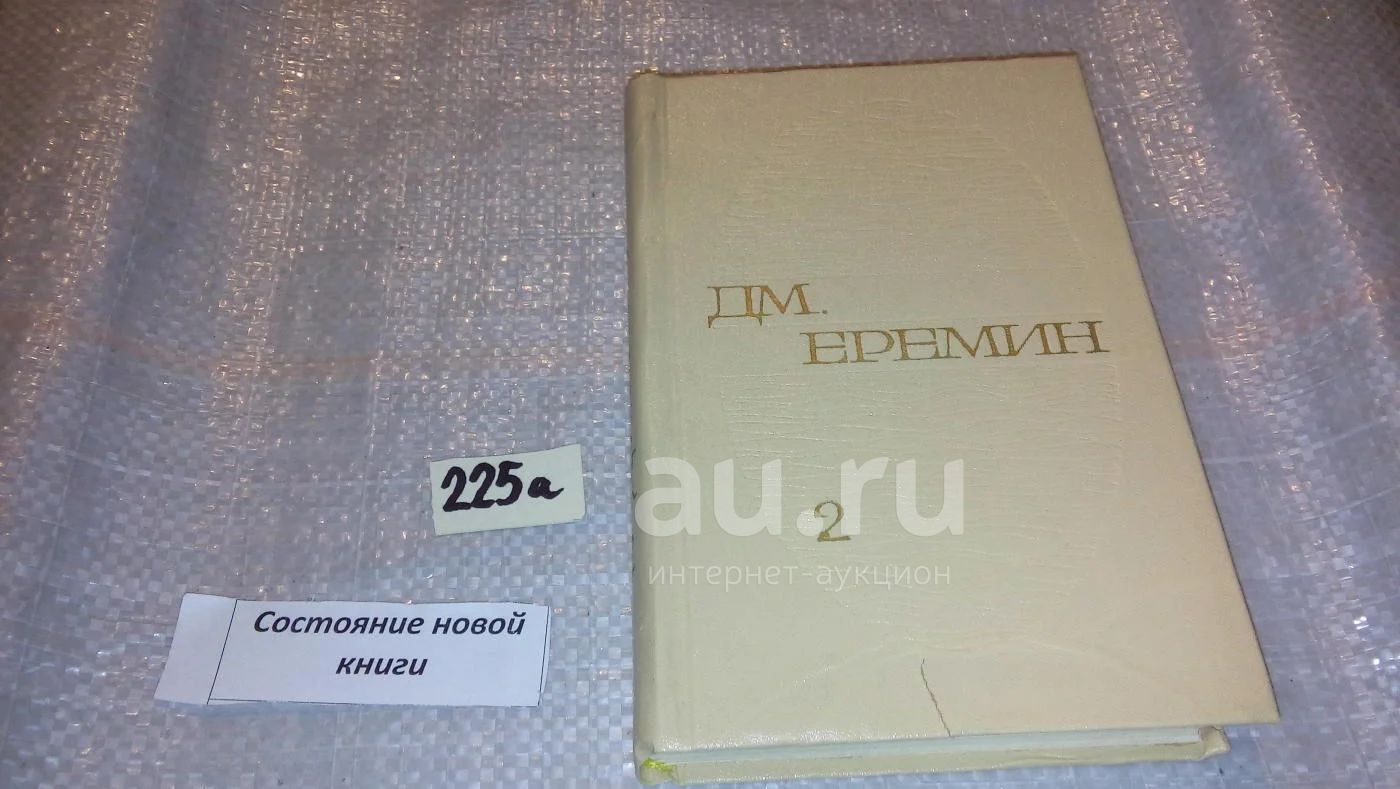 ДМ.
ЕРЕМИН
2
225а
au.ru
интернет-аукцион
Состояние новой
книги